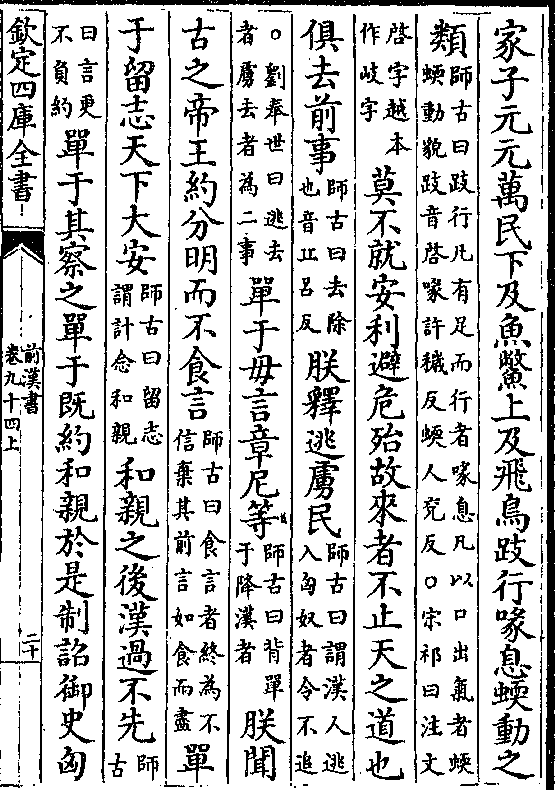 家子元元萬民下及魚鱉上及飛鳥跂行喙息蝡動之
類師古曰跂行凡有足而行者喙息凡以口出氣者蝡蝡動貌跂音啓喙許穢反蝡人兗反○宋祁曰注文
啓字越本作岐字莫不就安利避危殆故來者不止天之道也
俱去前事師古曰去除也音丘呂反朕釋逃虜民師古曰謂漢人逃入匈奴者令不追
○劉奉世曰逃去者虜去者為二事單于毋言章尼等師古曰背單于降漢者朕聞
古之帝王約分明而不食言師古曰食言者終為不信棄其前言如食而盡單
于留志天下大安師古曰留志謂計念和親和親之後漢過不先師古
曰言更不負約單于其察之單于既約和親於是制詔御史匈
欽定四庫全書
前漢書
卷九十四上
二十